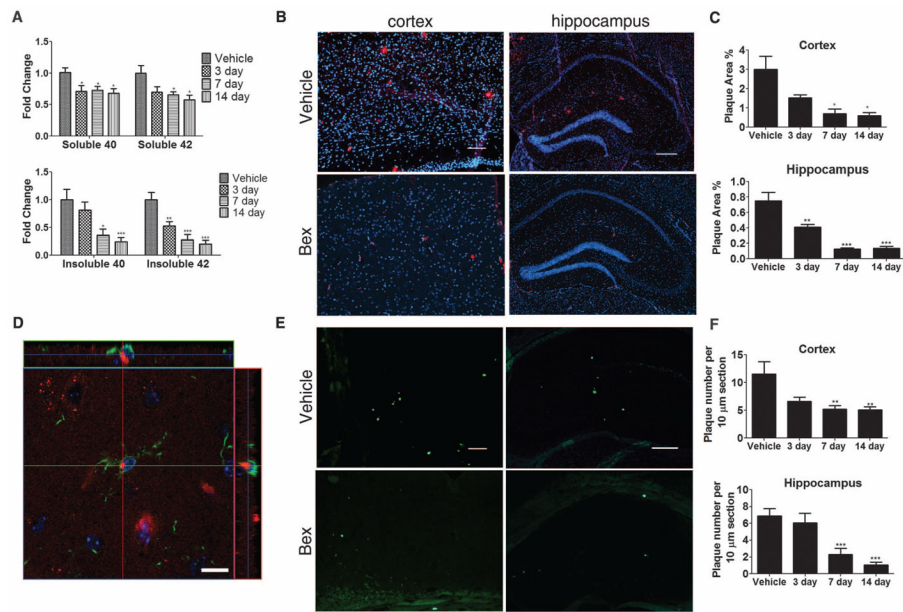 A
Fold Change
1.5
1.0
0.5
0.0
* * * * *
Soluble 40 Soluble 42
Vehicle
3 day
7 day
14 day
Fold Change
1.5
1.0
0.5
0.0
* *** ** *** ***
Insoluble 40 Insoluble 42
Vehicle
3 day
7 day
14 day
B
cortex hippocampus
Vehicle
Bex
C
Cortex
Plaque Area %
4
3
2
1
0
* *
Vehicle 3 day 7 day 14 day
Hippocampus
Plaque Area %
1.0
0.8
0.6
0.4
0.2
0.0
** *** ***
Vehicle 3 day 7 day 14 day
D
E
Vehicle
Bex
F
Cortex
Plaque number per
10 µm section
15
10
5
0
** **
Vehicle 3 day 7 day 14 day
Hippocampus
Plaque number per
10 µm section
10
8
6
4
2
0
*** ***
Vehicle 3 day 7 day 14 day